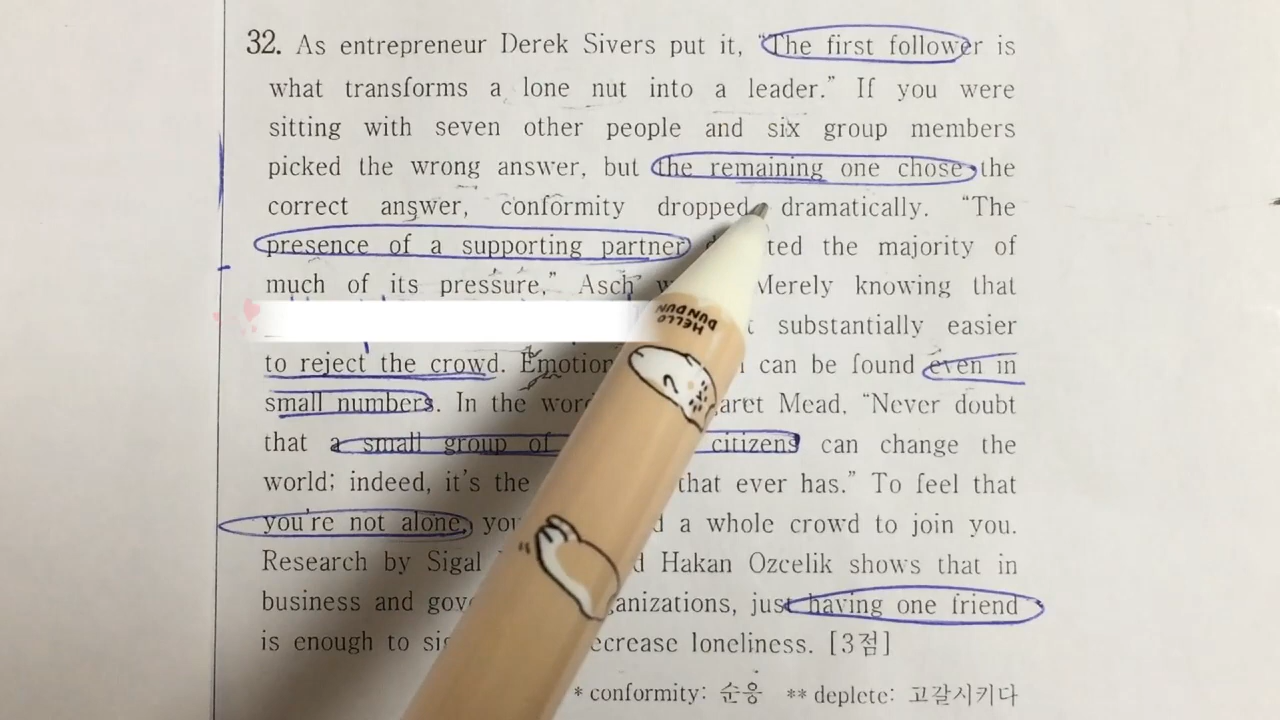 32. As entrepreneur Derek Sivers put it, "The first follower is
what transforms a lone nut into a leader." If you were
sitting with seven other people and six group members
picked the wrong answer, but the remaining one chose the
correct answer, conformity dropped dramatically. "The
presence of a supporting partner the majority of
much of its pressure," Asch Merely knowing that
substantially easier
to reject the crowd. can be found even in
small numbers. In the Mead, "Never doubt
that a small group of citizens can change the
world; indeed, it's the that ever has." To feel that
you're not alone, a whole crowd to join you.
Research by Sigal Hakan Ozcelik shows that in
business and just having one friend
is enough to loneliness. [3점]
* conformity: 순응 ** deplete: 고갈시키다
HELLO
DUN DUN